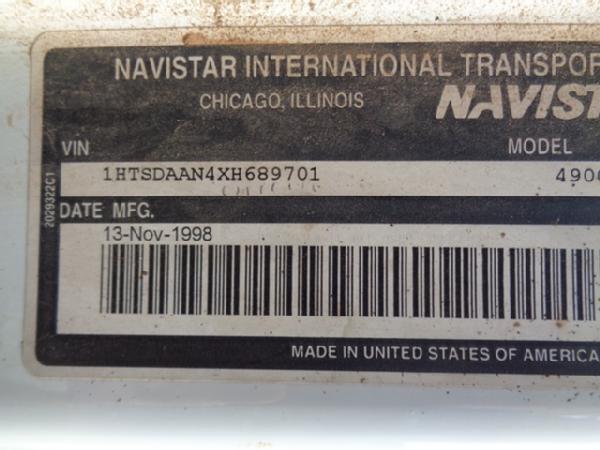 NAVISTAR INTERNATIONAL TRANSPOR
CHICAGO, ILLINOIS NAVIST
VIN MODEL
1HTSDAAN4XH689701 490
DATE MFG.
13-Nov-1998
MADE IN UNITED STATES OF AMERICA
2029322C1